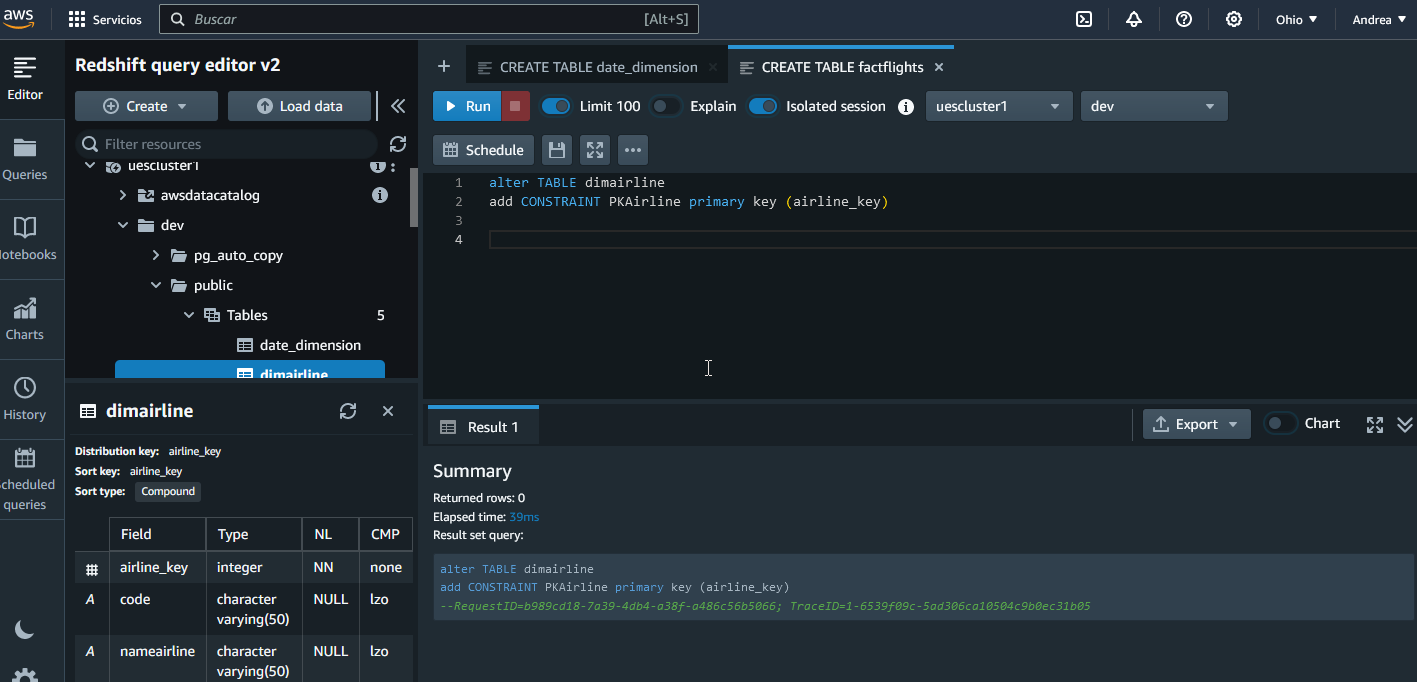 aws
Servicios
Buscar
[Alt+S]
Ohio
Andrea
Editor
Queries
Notebooks
Charts
History
Scheduled
queries
Redshift query editor v2
Create
Load data
Filter resources
uescluster1
awsdatacatalog
dev
pg_auto_copy
public
Tables 5
date_dimension
dimairline
dimairline
Distribution key: airline_key
Sort key: airline_key
Sort type: Compound
Field Type NL CMP
airline_key integer NN none
A code character varying(50) NULL lzo
A nameairline character varying(50) NULL lzo
+ CREATE TABLE date_dimension × CREATE TABLE factflights ×
Run Limit 100 Explain Isolated session uescluster1 dev
Schedule
1 alter TABLE dimairline
2 add CONSTRAINT PKAirline primary key (airline_key)
3
4
Result 1
Export
Chart
Summary
Returned rows: 0
Elapsed time: 39ms
Result set query:
alter TABLE dimairline
add CONSTRAINT PKAirline primary key (airline_key)
--RequestID=b989cd18-7a39-4db4-a38f-a486c56b5066; TraceID=1-6539f09c-5ad306ca10504c9b0ec31b05